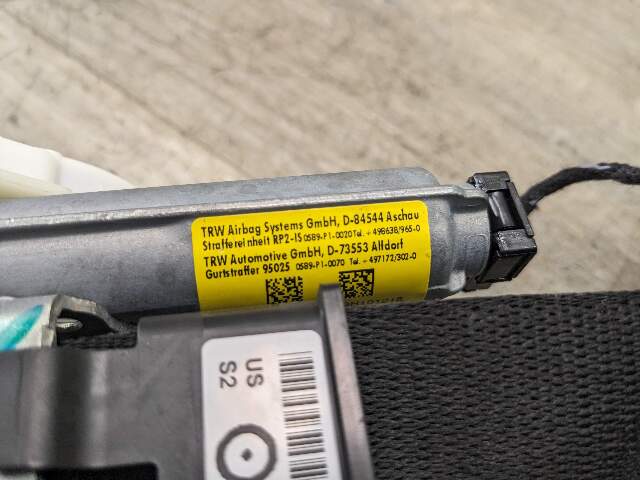 TRW Airbag Systems GmbH, D-84544 Aschau
Straffereinheit RP2-IS 0589-P1-0020 Tel. +498638/965-0
TRW Automotive GmbH, D-73553 Alfdorf
Gurtstraffer 95025 0589-P1-0070 Tel. +497172/302-0
US
S2